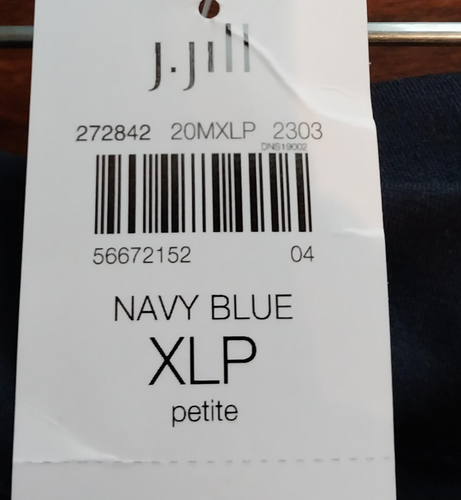 j.jill
272842 20MXLP 2303
DNS19002
56672152 04
NAVY BLUE
XLP
petite